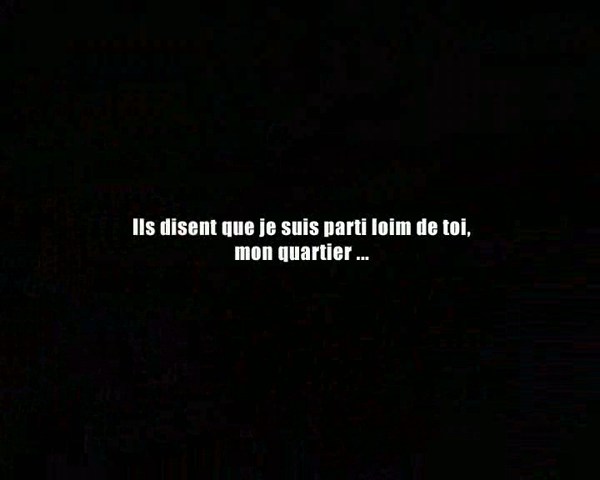 Ils disent que je suis parti loim de toi,
mon quartier ...